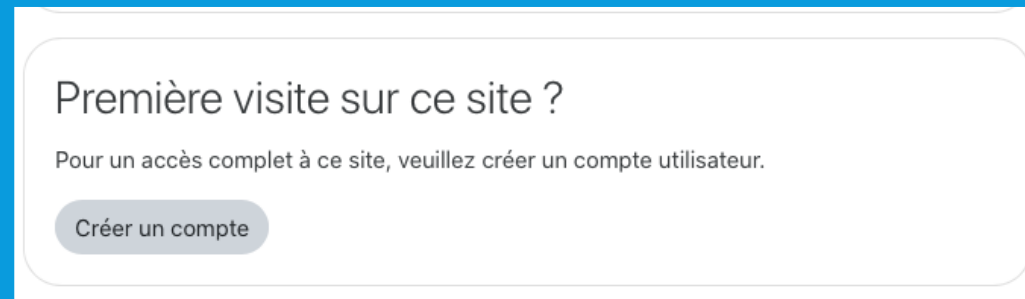 Première visite sur ce site ?
Pour un accès complet à ce site, veuillez créer un compte utilisateur.
Créer un compte